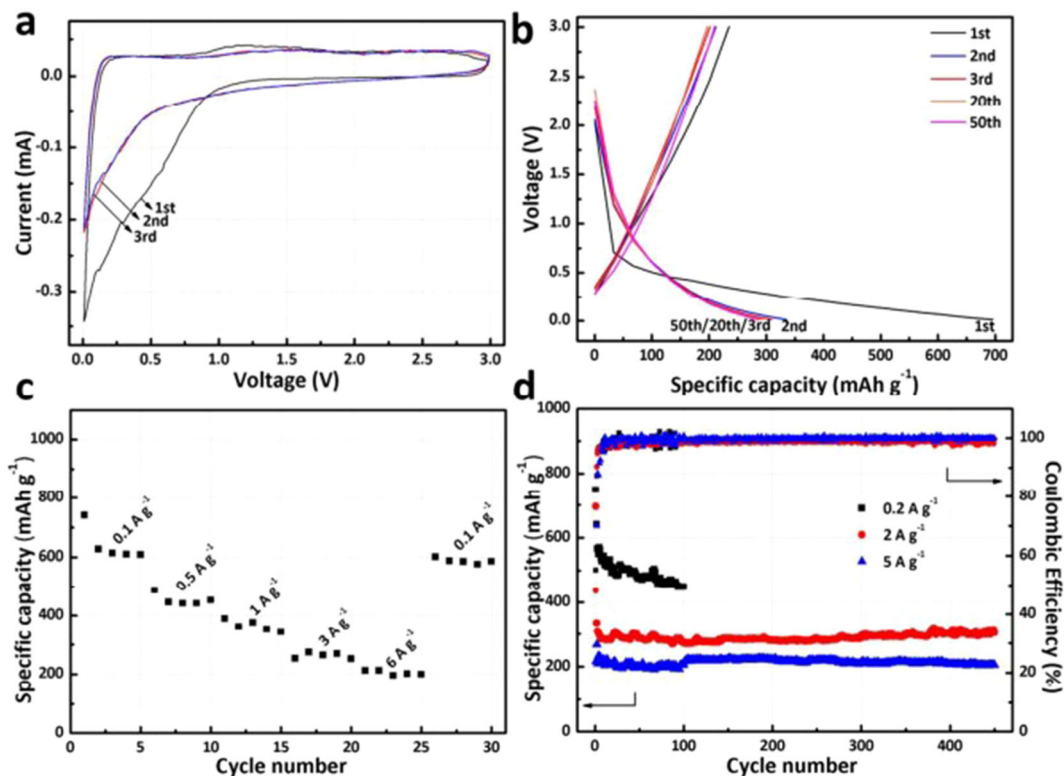 a
0.0
-0.1
-0.2
-0.3
Current (mA)
1st
2nd
3rd
0.0 0.5 1.0 1.5 2.0 2.5 3.0
Voltage (V)
b
3.0
2.5
2.0
1.5
1.0
0.5
0.0
Voltage (V)
1st
2nd
3rd
20th
50th
50th/20th/3rd 2nd 1st
0 100 200 300 400 500 600 700
Specific capacity (mAh g-1)
c
1000
800
600
400
200
0
Specific capacity (mAh g-1)
0.1 A g-1
0.5 A g-1
1 A g-1
3 A g-1
6 A g-1
0.1 A g-1
0 5 10 15 20 25 30
Cycle number
d
1000
900
600
500
400
300
200
100
0
Specific capacity (mAh g-1)
0.2 A g-1
2 A g-1
5 A g-1
100
80
60
40
20
0
Coulombic Efficiency (%)
0 100 200 300 400
Cycle number